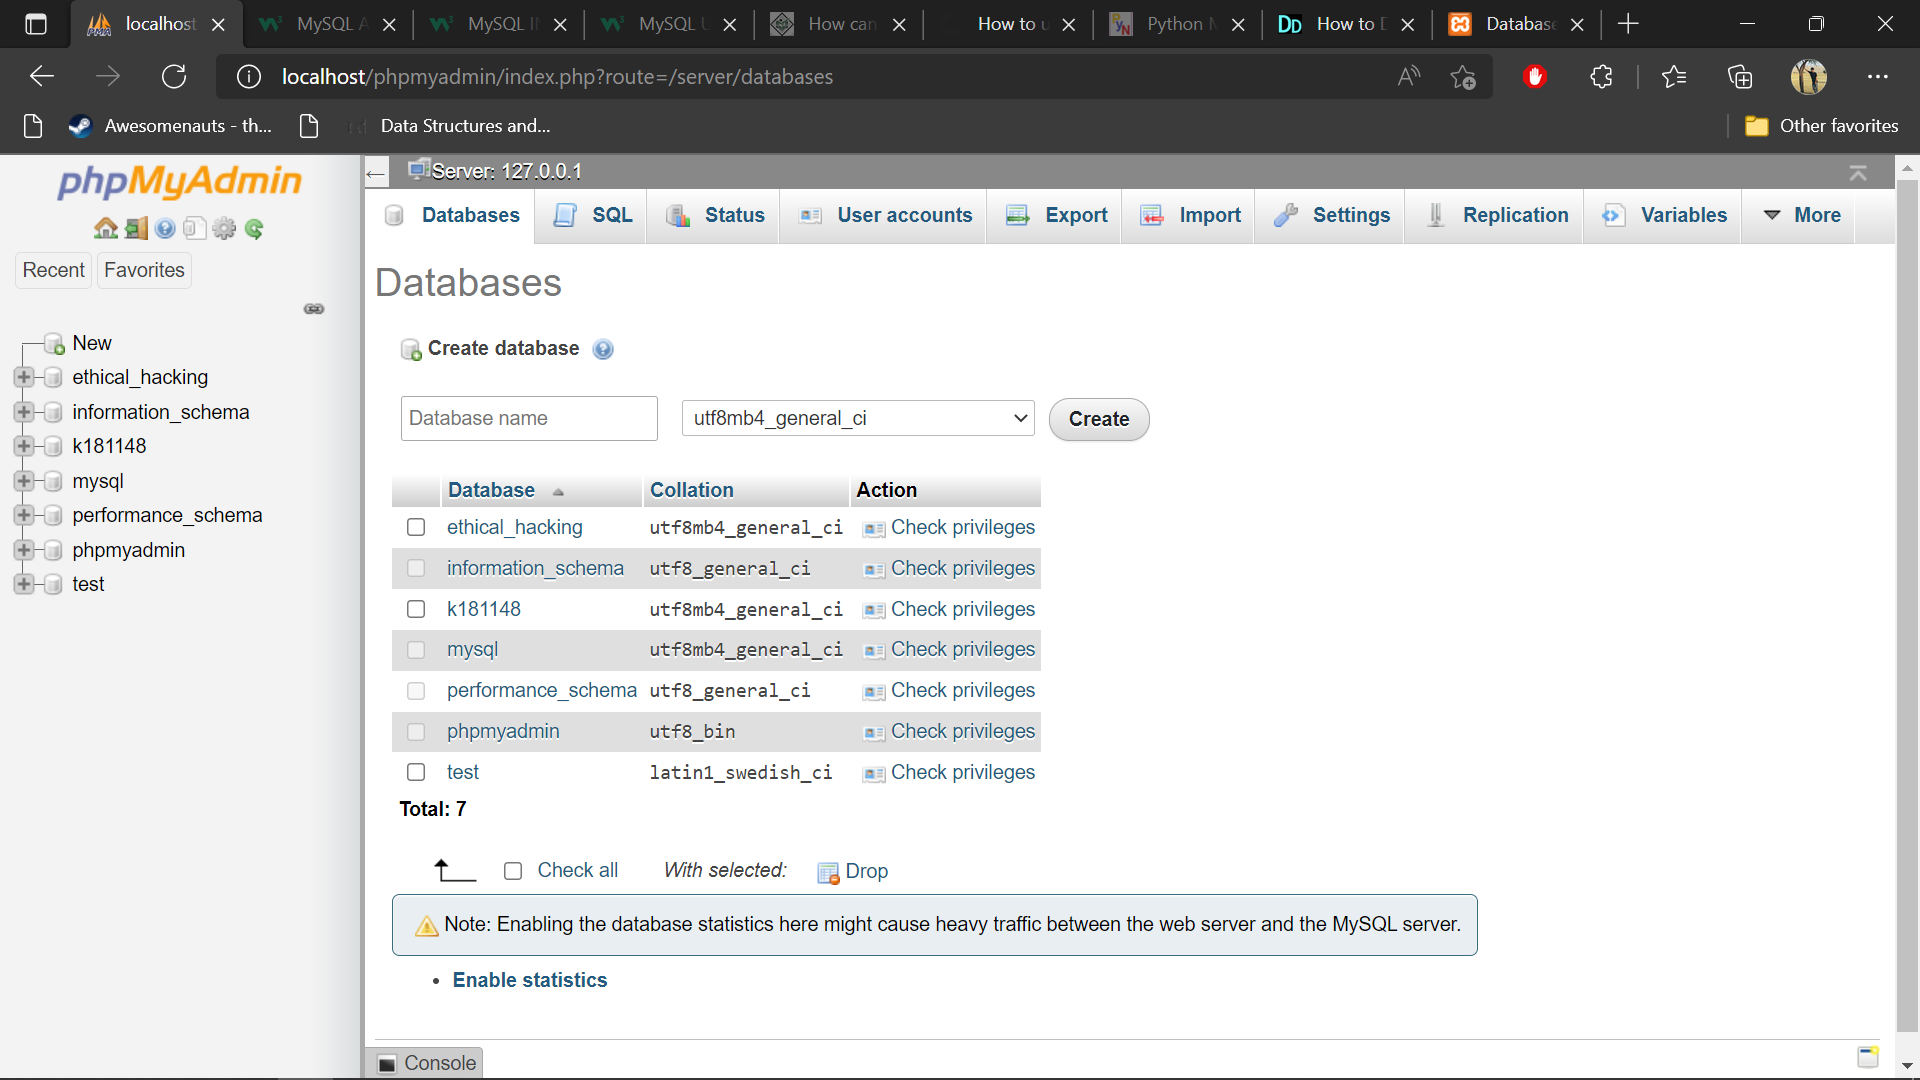 localhost
MySQL A
MySQL IN
MySQL U
How can
How to u
Python M
How to D
Database
localhost/phpmyadmin/index.php?route=/server/databases
Awesomenauts - th...
Data Structures and...
Other favorites
phpMyAdmin
Recent
Favorites
New
ethical_hacking
information_schema
k181148
mysql
performance_schema
phpmyadmin
test
Server: 127.0.0.1
Databases
SQL
Status
User accounts
Export
Import
Settings
Replication
Variables
More
Databases
Create database
Database name
utf8mb4_general_ci
Create
Database Collation Action
ethical_hacking utf8mb4_general_ci Check privileges
information_schema utf8_general_ci Check privileges
k181148 utf8mb4_general_ci Check privileges
mysql utf8mb4_general_ci Check privileges
performance_schema utf8_general_ci Check privileges
phpmyadmin utf8_bin Check privileges
test latin1_swedish_ci Check privileges
Total: 7
Check all With selected: Drop
Note: Enabling the database statistics here might cause heavy traffic between the web server and the MySQL server.
• Enable statistics
Console